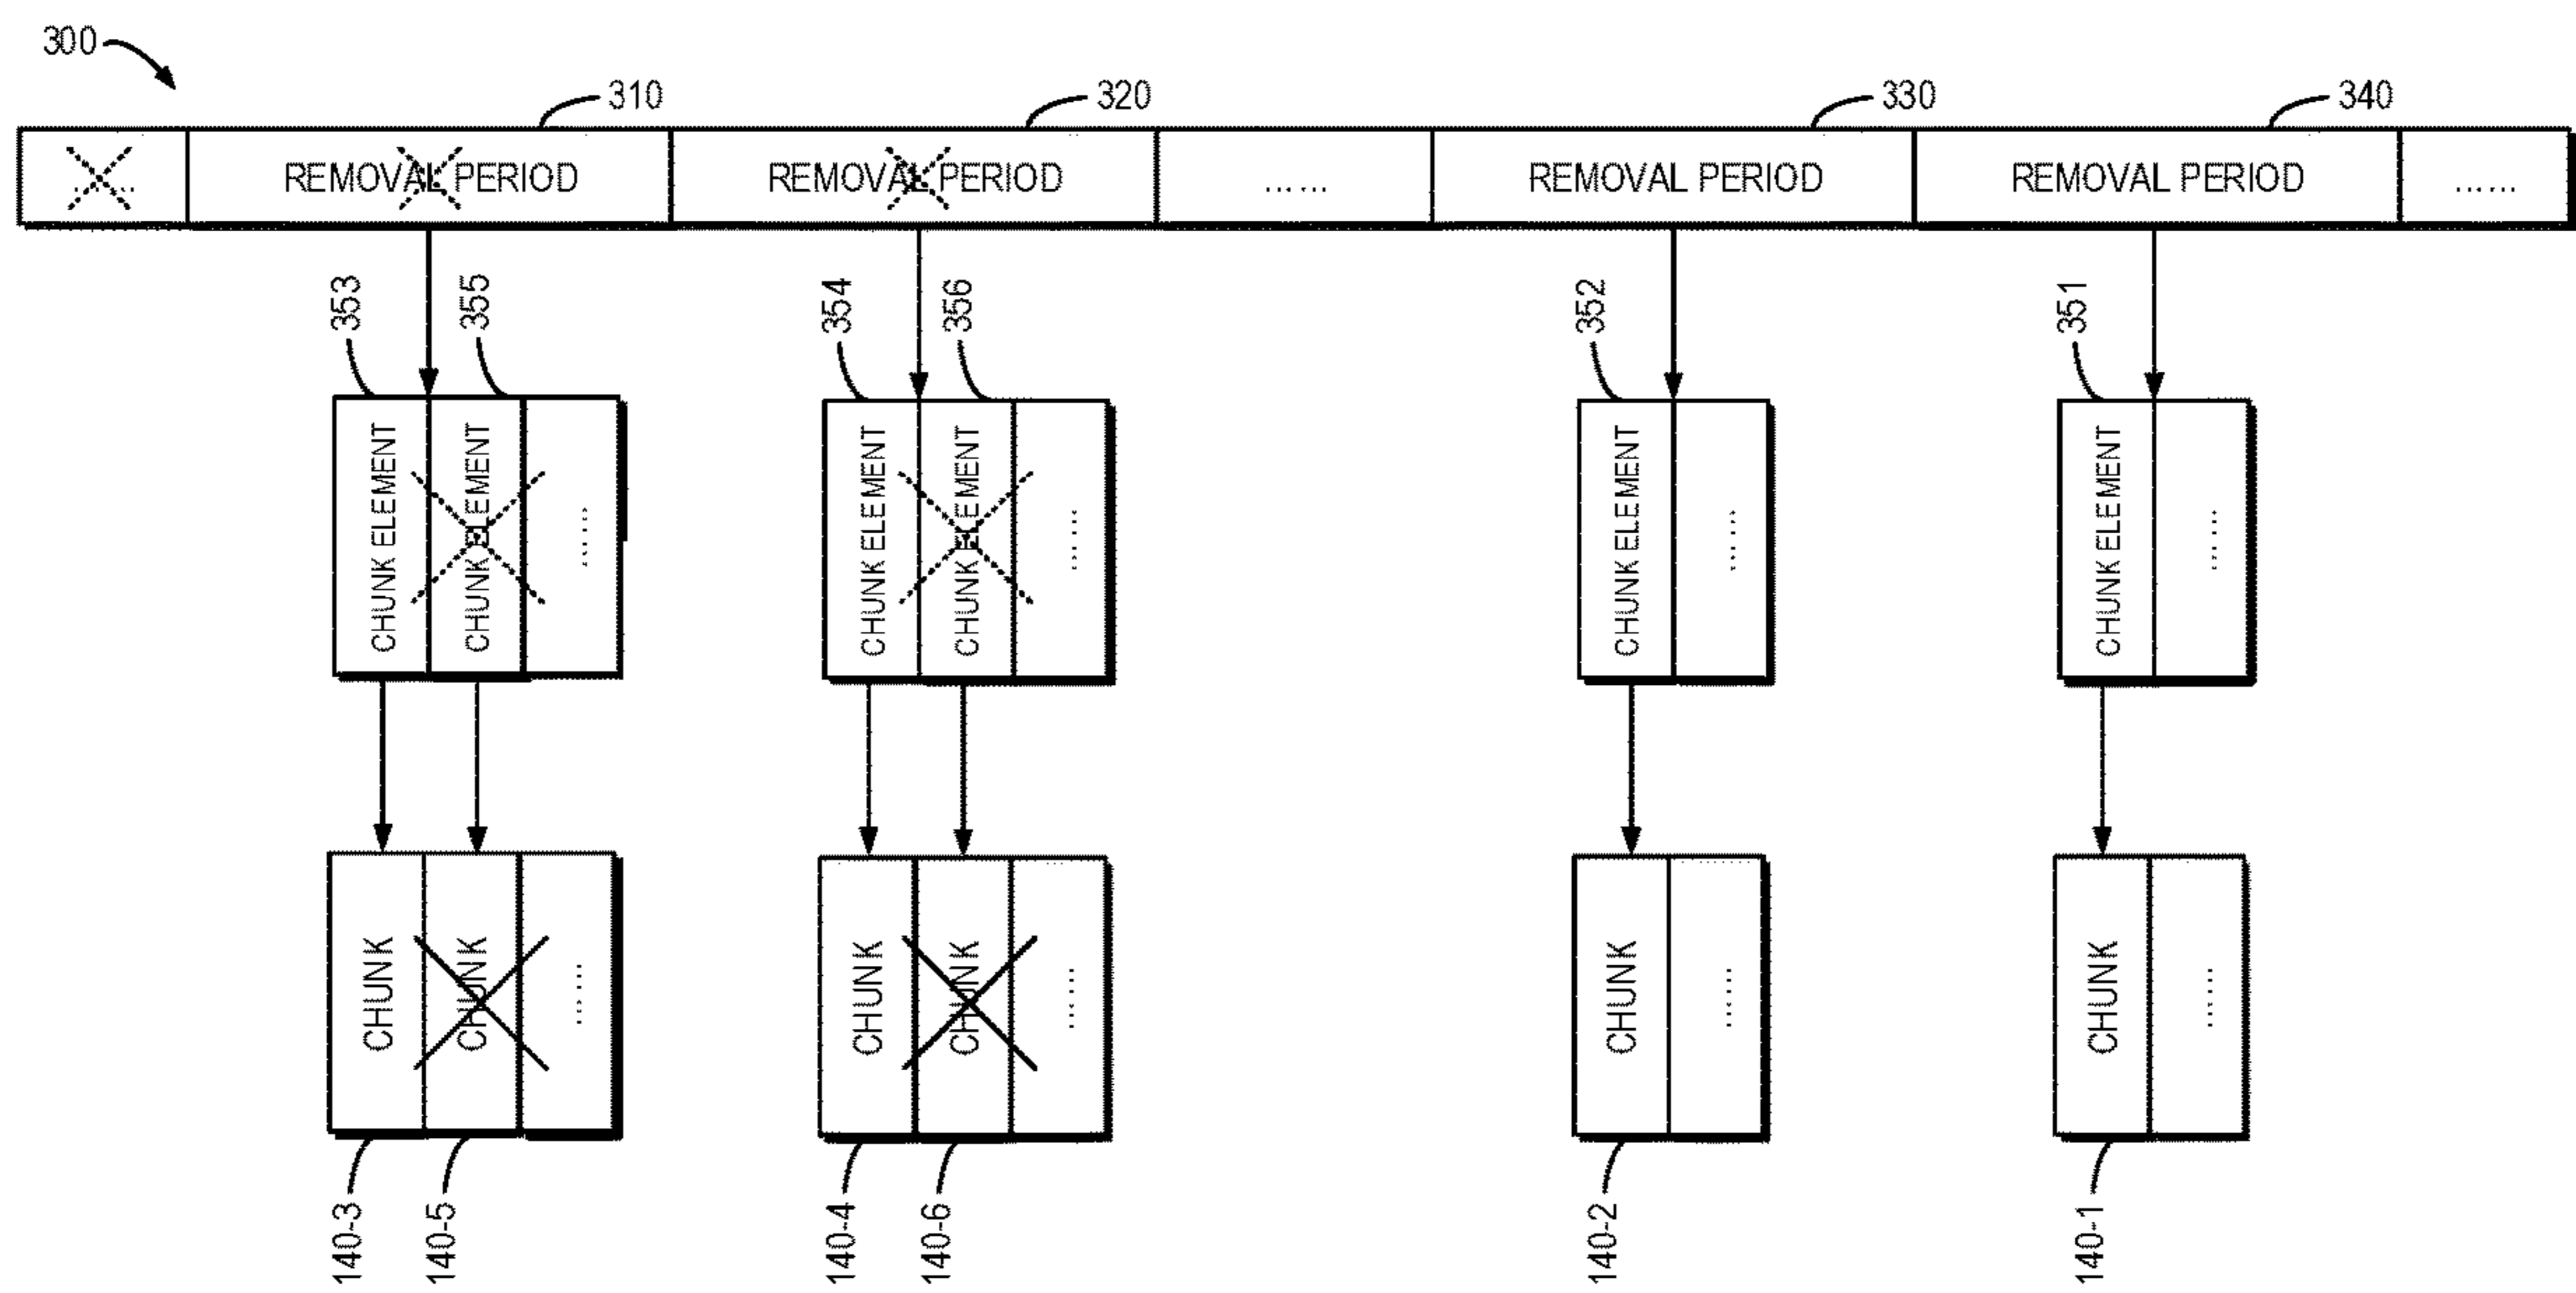 300
310
320
330
340
......
REMOVAL PERIOD
REMOVAL PERIOD
......
REMOVAL PERIOD
REMOVAL PERIOD
......
353
355
354
356
352
351
CHUNK ELEMENT
CHUNK ELEMENT
......
CHUNK ELEMENT
CHUNK ELEMENT
......
CHUNK ELEMENT
......
CHUNK ELEMENT
......
CHUNK
CHUNK
......
CHUNK
CHUNK
......
CHUNK
......
CHUNK
......
140-3
140-5
140-4
140-6
140-2
140-1